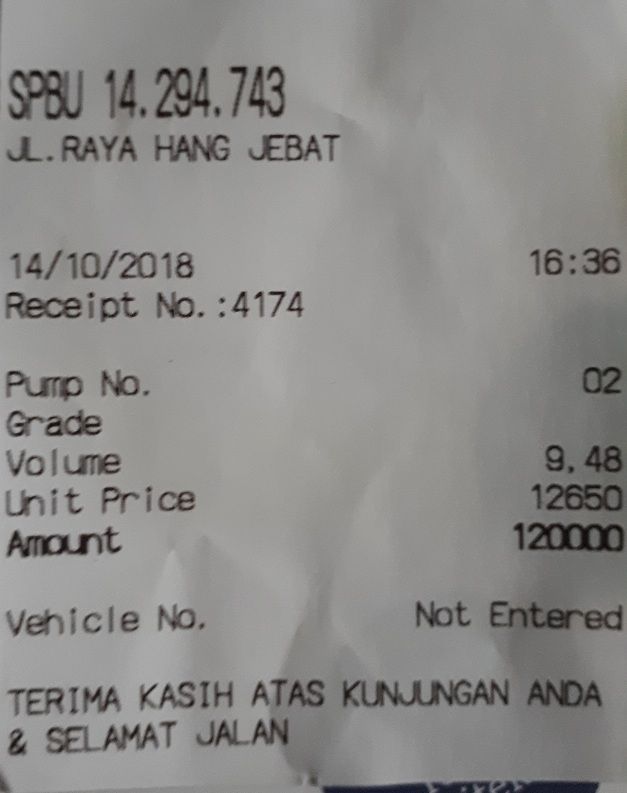 SPBU 14.294.743
JL.RAYA HANG JEBAT
14/10/2018 16:36
Receipt No.:4174
Pump No. 02
Grade
Volume 9,48
Unit Price 12650
Amount 120000
Vehicle No. Not Entered
TERIMA KASIH ATAS KUNJUNGAN ANDA
& SELAMAT JALAN